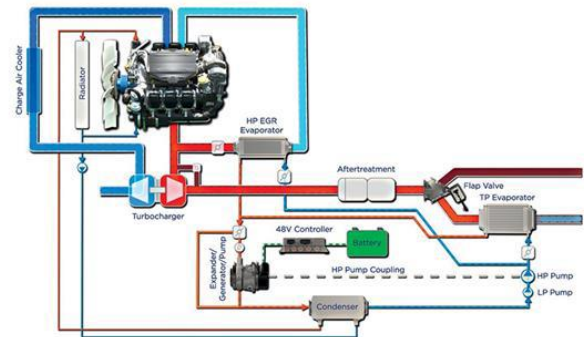 Charge Air Cooler
Radiator
HP EGR
Evaporator
Aftertreatment
Flap Valve
TP Evaporator
Turbocharger
48V Controller
Battery
Expander/
Generator/Pump
HP Pump Coupling
HP Pump
LP Pump
Condenser